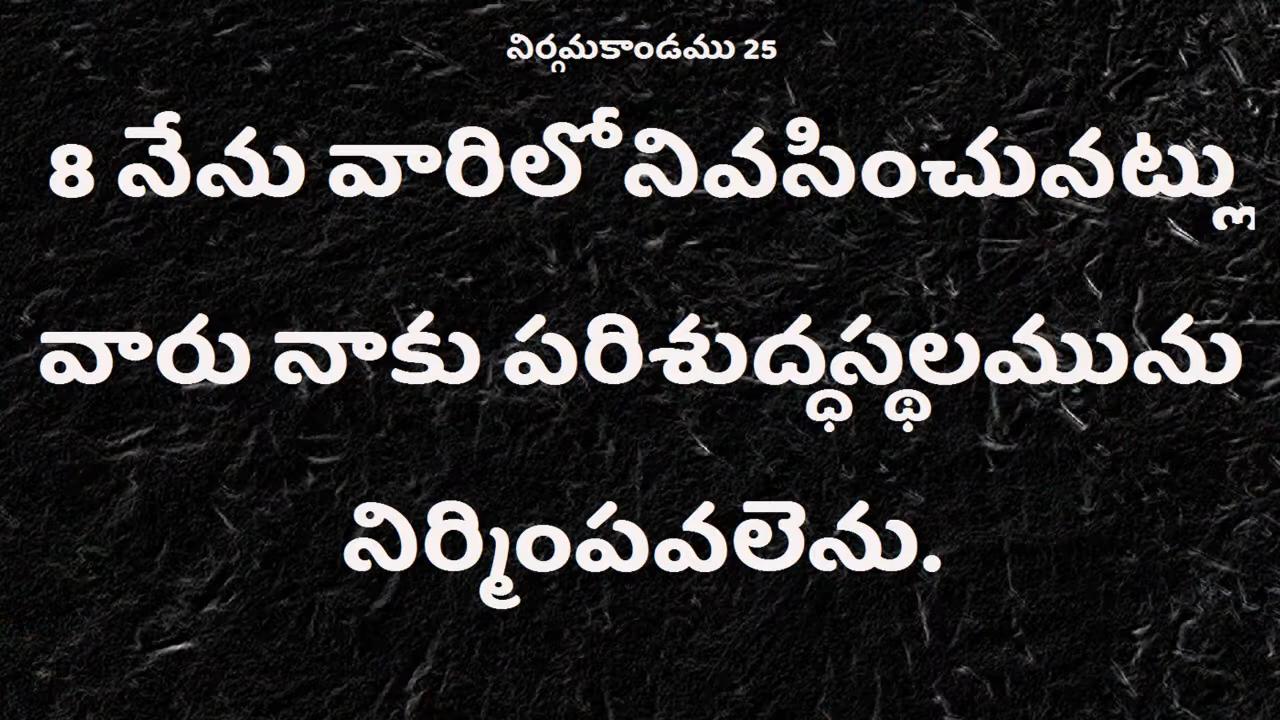 నిర్గమకాండము 25
8 నేను వారిలో నివసించునట్లు
వారు నాకు పరిశుద్ధస్థలమును
నిర్మింపవలెను.